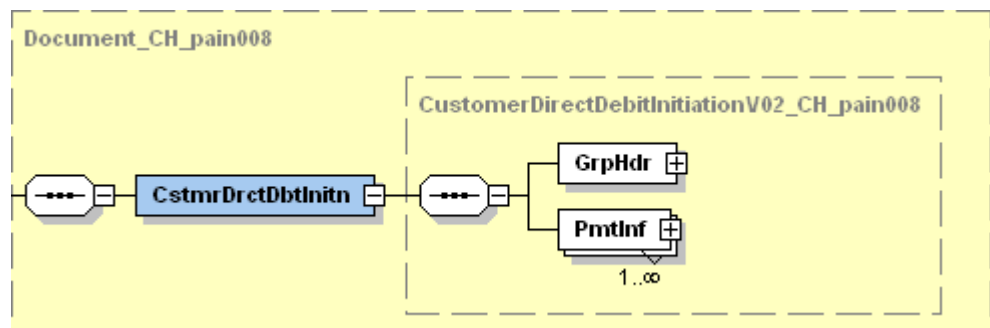 Document_CH_pain008
CustomerDirectDebitInitiationV02_CH_pain008
GrpHdr
CstmrDrctDbtInitn
PmtInf
1..∞